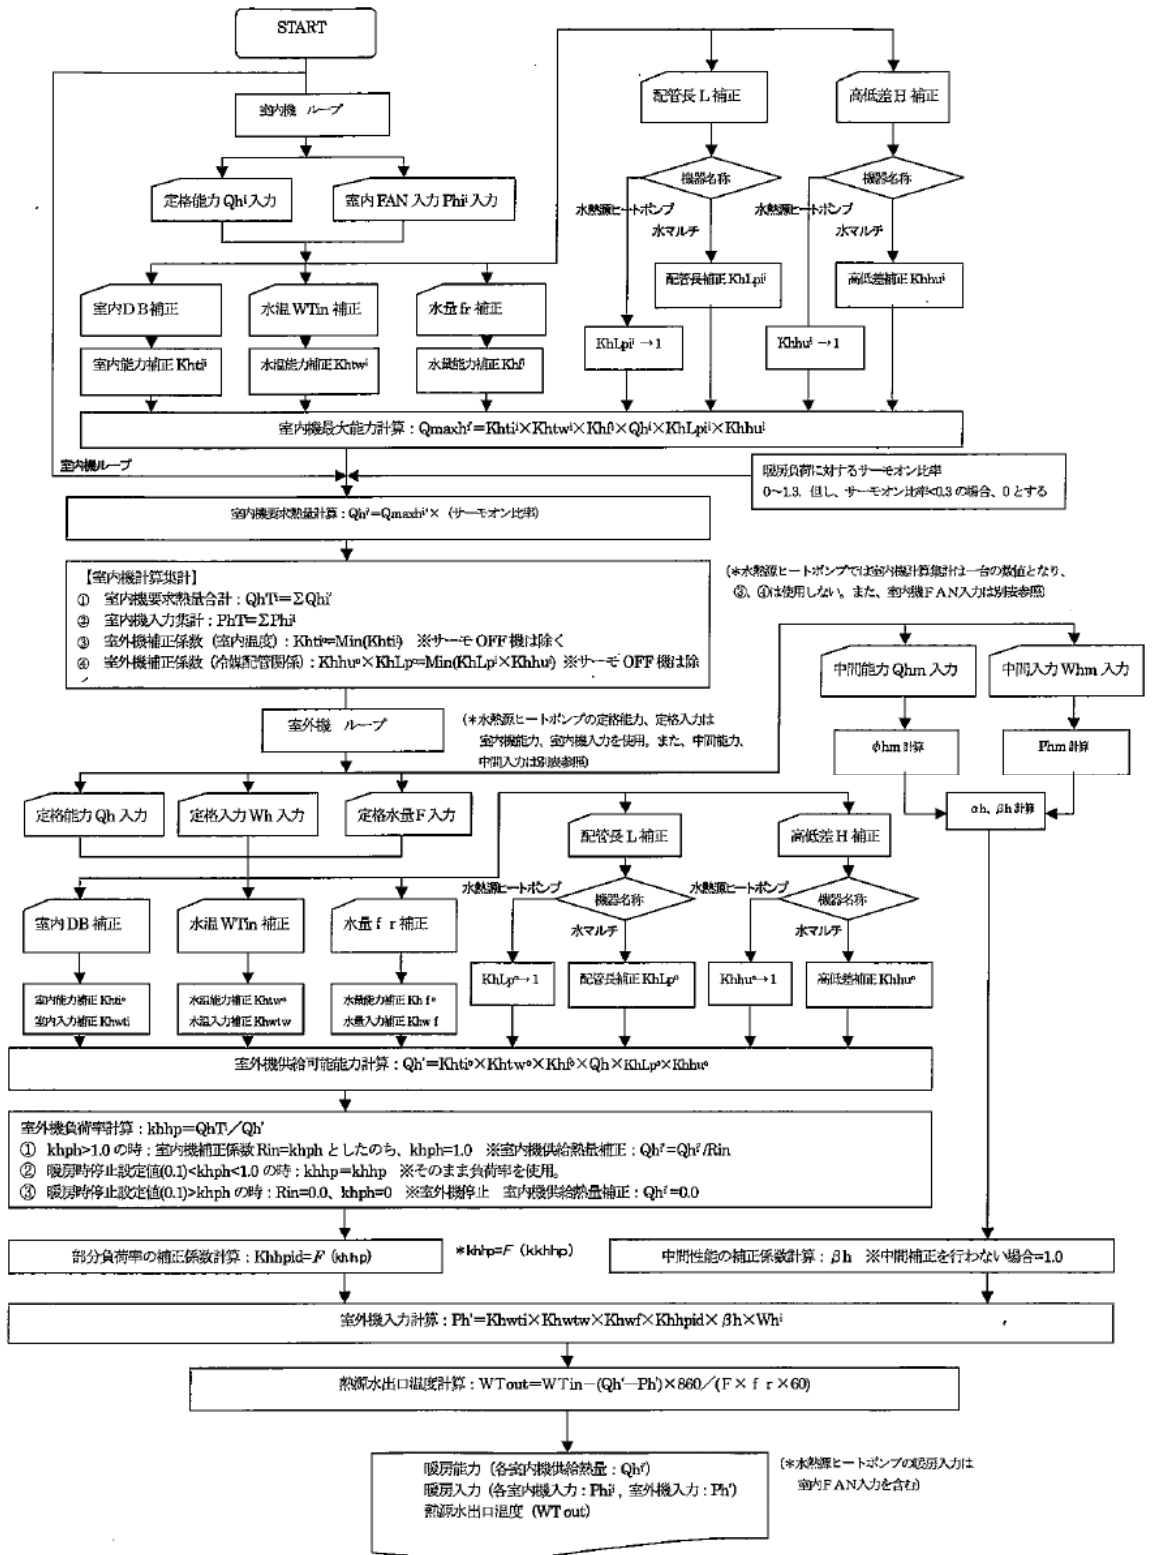 START
室内機 ループ
定格能力 Qhⁱ 入力
室内 FAN 入力 Phiⁱ 入力
配管長 L 補正
高低差 H 補正
機器名称
機器名称
水熱源ヒートポンプ
水マルチ
水熱源ヒートポンプ
水マルチ
室内DB補正
水温 WTin 補正
水量 fr 補正
配管長補正 KhLpiⁱ
高低差補正 Khhuⁱ
室内能力補正 Khtiⁱ
水温能力補正 Khtwⁱ
水量能力補正 Khfⁱ
KhLpiⁱ →1
Khhuⁱ →1
室内機最大能力計算：Qmaxhⁱ'=Khtiⁱ×Khtwⁱ×Khfⁱ×Qhⁱ×KhLpiⁱ×Khhuⁱ
室内機ループ
暖房負荷に対するサーモオン比率
0～1.3. 但し、サーモオン比率<0.3 の場合、0とする
室内機要求熱量計算：Qhⁱ'=Qmaxhⁱ'×（サーモオン比率）
【室内機計算集計】
① 室内機要求熱量合計：QhTⁱ=ΣQhiⁱ'
② 室内機入力集計：PhTⁱ=ΣPhiⁱ
③ 室外機補正係数（室内温度）：Khtiᵒ=Min(Khtiⁱ) ※サーモ OFF 機は除く
④ 室外機補正係数（冷媒配管関係）：Khhuᵒ×KhLpᵒ=Min(KhLpⁱ×Khhuⁱ) ※サーモ OFF 機は除
(*水熱源ヒートポンプでは室内機計算集計は一台の数値となり、
③、④は使用しない。また、室内機FAN入力は別表参照)
中間能力 Qhm 入力
中間入力 Whm 入力
室外機 ループ
(*水熱源ヒートポンプの定格能力、定格入力は
室内機能力、室内機入力を使用。また、中間能力、
中間入力は別表参照)
φhm 計算
Phm 計算
定格能力 Qh 入力
定格入力 Wh 入力
定格水量 F 入力
αh、βh 計算
配管長 L 補正
高低差 H 補正
水熱源ヒートポンプ
機器名称
水熱源ヒートポンプ
機器名称
水マルチ
水マルチ
室内 DB 補正
水温 WTin 補正
水量 f r 補正
KhLpᵒ→1
配管長補正 KhLpᵒ
Khhuᵒ→1
高低差補正 Khhuᵒ
室内能力補正 Khtiᵒ
室内入力補正 Khwti
水温能力補正 Khtwᵒ
水温入力補正 Khwtw
水量能力補正 Kh fᵒ
水量入力補正 Khw f
室外機供給可能能力計算：Qh'=Khtiᵒ×Khtwᵒ×Khfᵒ×Qh×KhLpᵒ×Khhuᵒ
室外機負荷率計算：khhp=QhTⁱ／Qh'
① khph>1.0 の時：室内機補正係数 Rin=khph としたのち、khph=1.0 ※室内機供給熱量補正：Qhⁱ'=Qhⁱ'/Rin
② 暖房時停止設定値(0.1)<khph<1.0 の時：khhp=khhp ※そのまま負荷率を使用。
③ 暖房時停止設定値(0.1)>khph の時：Rin=0.0、khph=0 ※室外機停止 室内機供給熱量補正：Qhⁱ'=0.0
部分負荷率の補正係数計算：Khhpid=F (khhp)
*khhp=F (kkhhp)
中間性能の補正係数計算：βh ※中間補正を行わない場合=1.0
室外機入力計算：Ph'=Khwti×Khwtw×Khwf×Khhpid×βh×Whⁱ
熱源水出口温度計算：WTout=WTin−(Qh'−Ph')×860／(F×f r×60)
暖房能力（各室内機供給熱量：Qhⁱ'）
暖房入力（各室内機入力：Phiⁱ, 室外機入力：Ph'）
熱源水出口温度（WTout）
(*水熱源ヒートポンプの暖房入力は
室内FAN入力を含む)